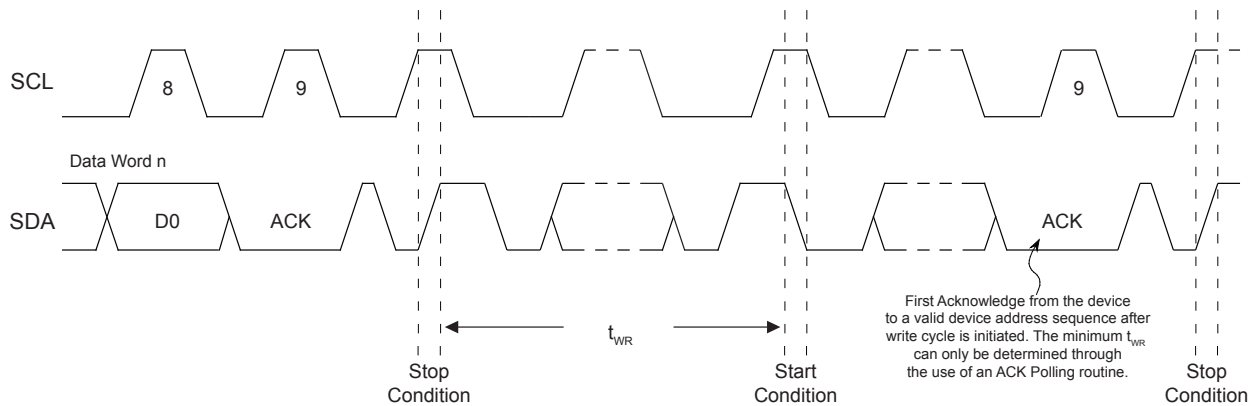 SCL
8
9
9
Data Word n
SDA
D0
ACK
ACK
First Acknowledge from the device
to a valid device address sequence after
write cycle is initiated. The minimum tWR
can only be determined through
the use of an ACK Polling routine.
tWR
Stop
Condition
Start
Condition
Stop
Condition